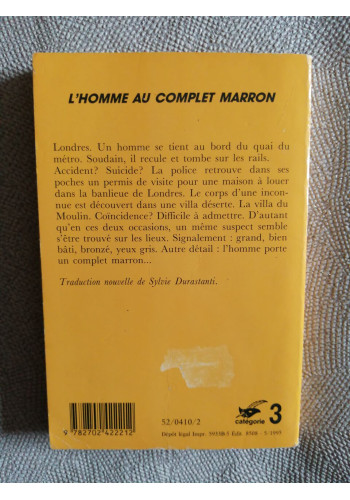 L'HOMME AU COMPLET MARRON
Londres. Un homme se tient au bord du quai du
métro. Soudain, il recule et tombe sur les rails.
Accident? Suicide? La police retrouve dans ses
poches un permis de visite pour une maison à louer
dans la banlieue de Londres. Le corps d'une incon-
nue est découvert dans une villa déserte. La villa du
Moulin. Coïncidence? Difficile à admettre. D'autant
qu'en ces deux occasions, un même suspect semble
s'être trouvé sur les lieux. Signalement : grand, bien
bâti, bronzé, yeux gris. Autre détail : l'homme porte
un complet marron...
Traduction nouvelle de Sylvie Durastanti.
9 782702 422212
52/0410/2
catégorie 3
Dépôt légal Impr. Édit.